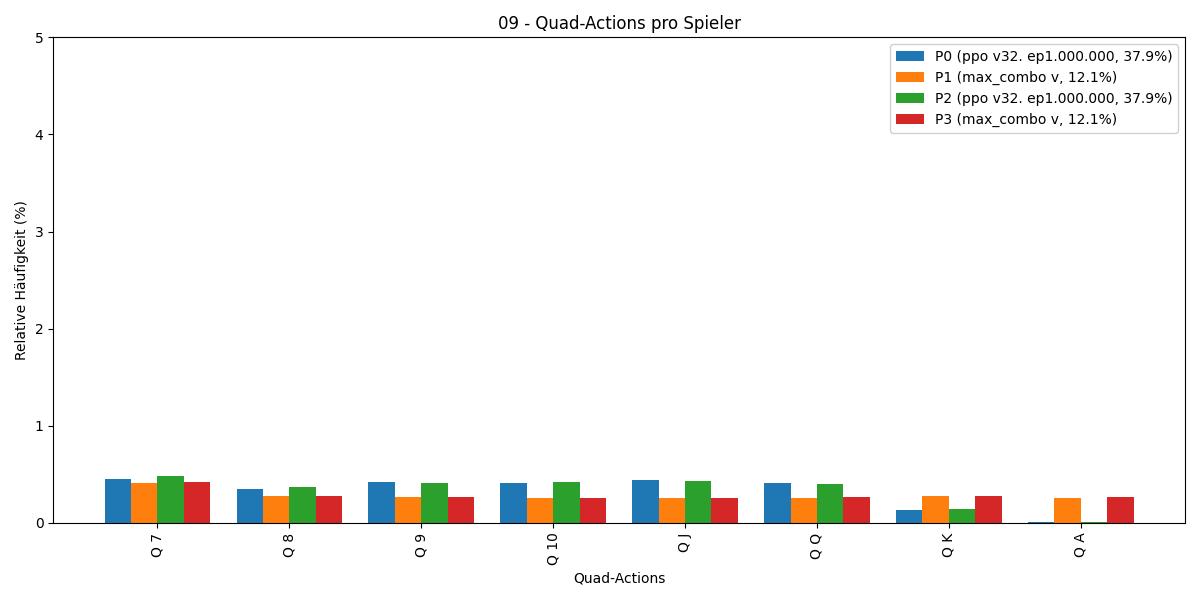 09 - Quad-Actions pro Spieler
P0 (ppo v32. ep1.000.000, 37.9%)
P1 (max_combo v, 12.1%)
P2 (ppo v32. ep1.000.000, 37.9%)
P3 (max_combo v, 12.1%)
Relative Häufigkeit (%)
5
4
3
2
1
0
Q 7
Q 8
Q 9
Q 10
Q J
Q Q
Q K
Q A
Quad-Actions